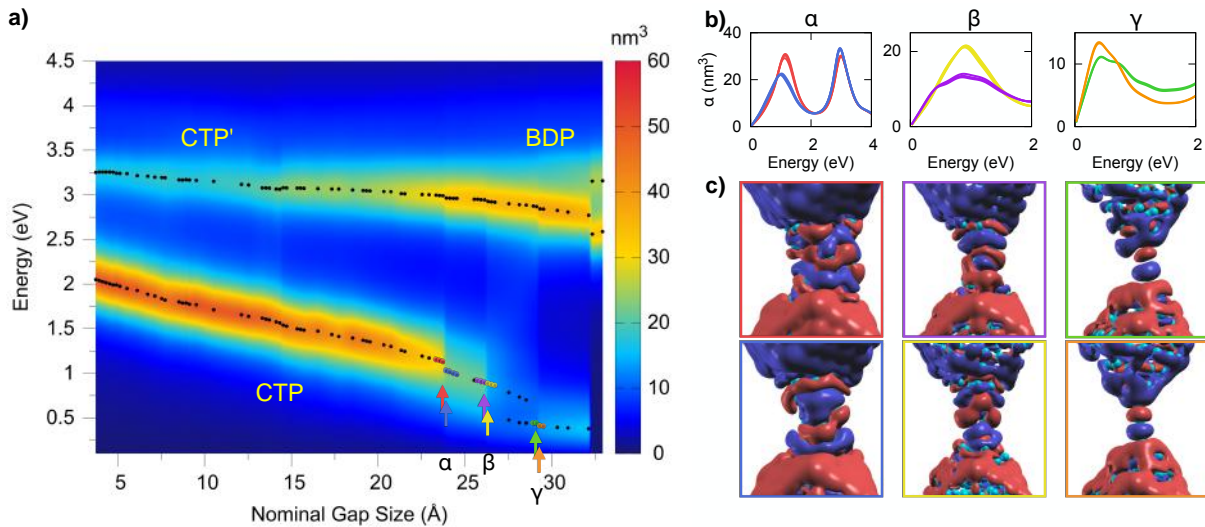 a)
nm³
4.5
4
3.5
3
2.5
2
1.5
1
0.5
Energy (eV)
CTP'
BDP
CTP
α
β
γ
5
10
15
20
25
30
Nominal Gap Size (Å)
60
50
40
30
20
10
0
b)
α
β
γ
α (nm³)
40
20
0
20
10
0
10
0
0
2
4
0
2
0
2
Energy (eV)
Energy (eV)
Energy (eV)
c)